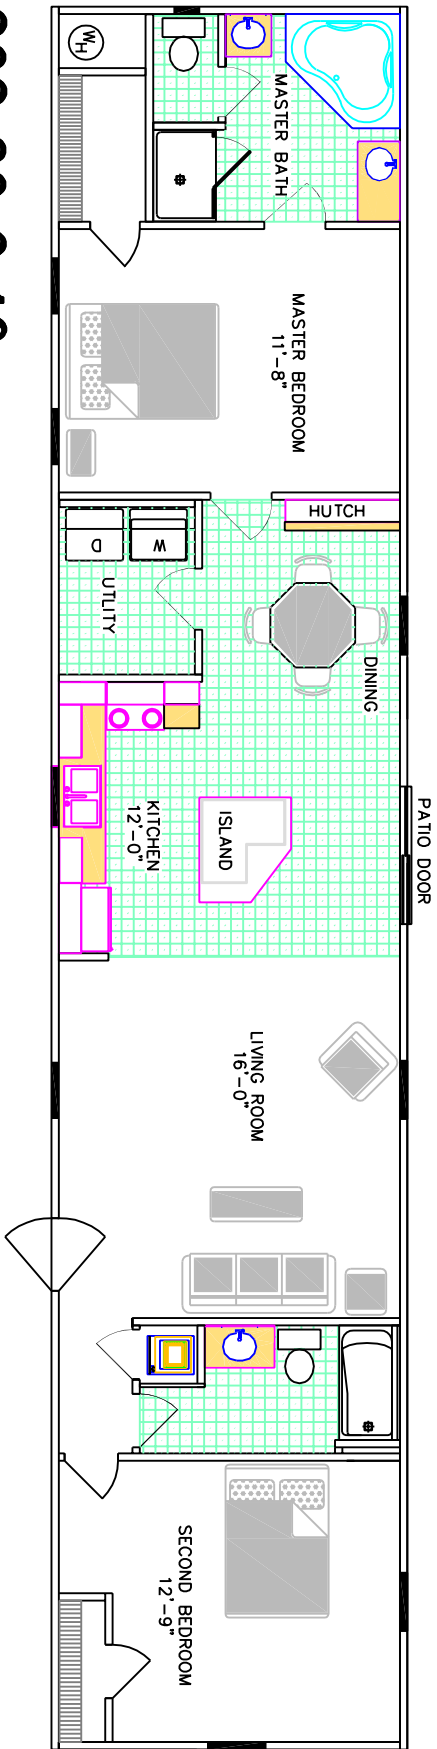 WH
MASTER BATH
MASTER BEDROOM
11'-8"
HUTCH
D
W
UTLITY
DINING
KITCHEN
12'-0"
ISLAND
PATIO DOOR
LIVING ROOM
16'-0"
SECOND BEDROOM
12'-9"